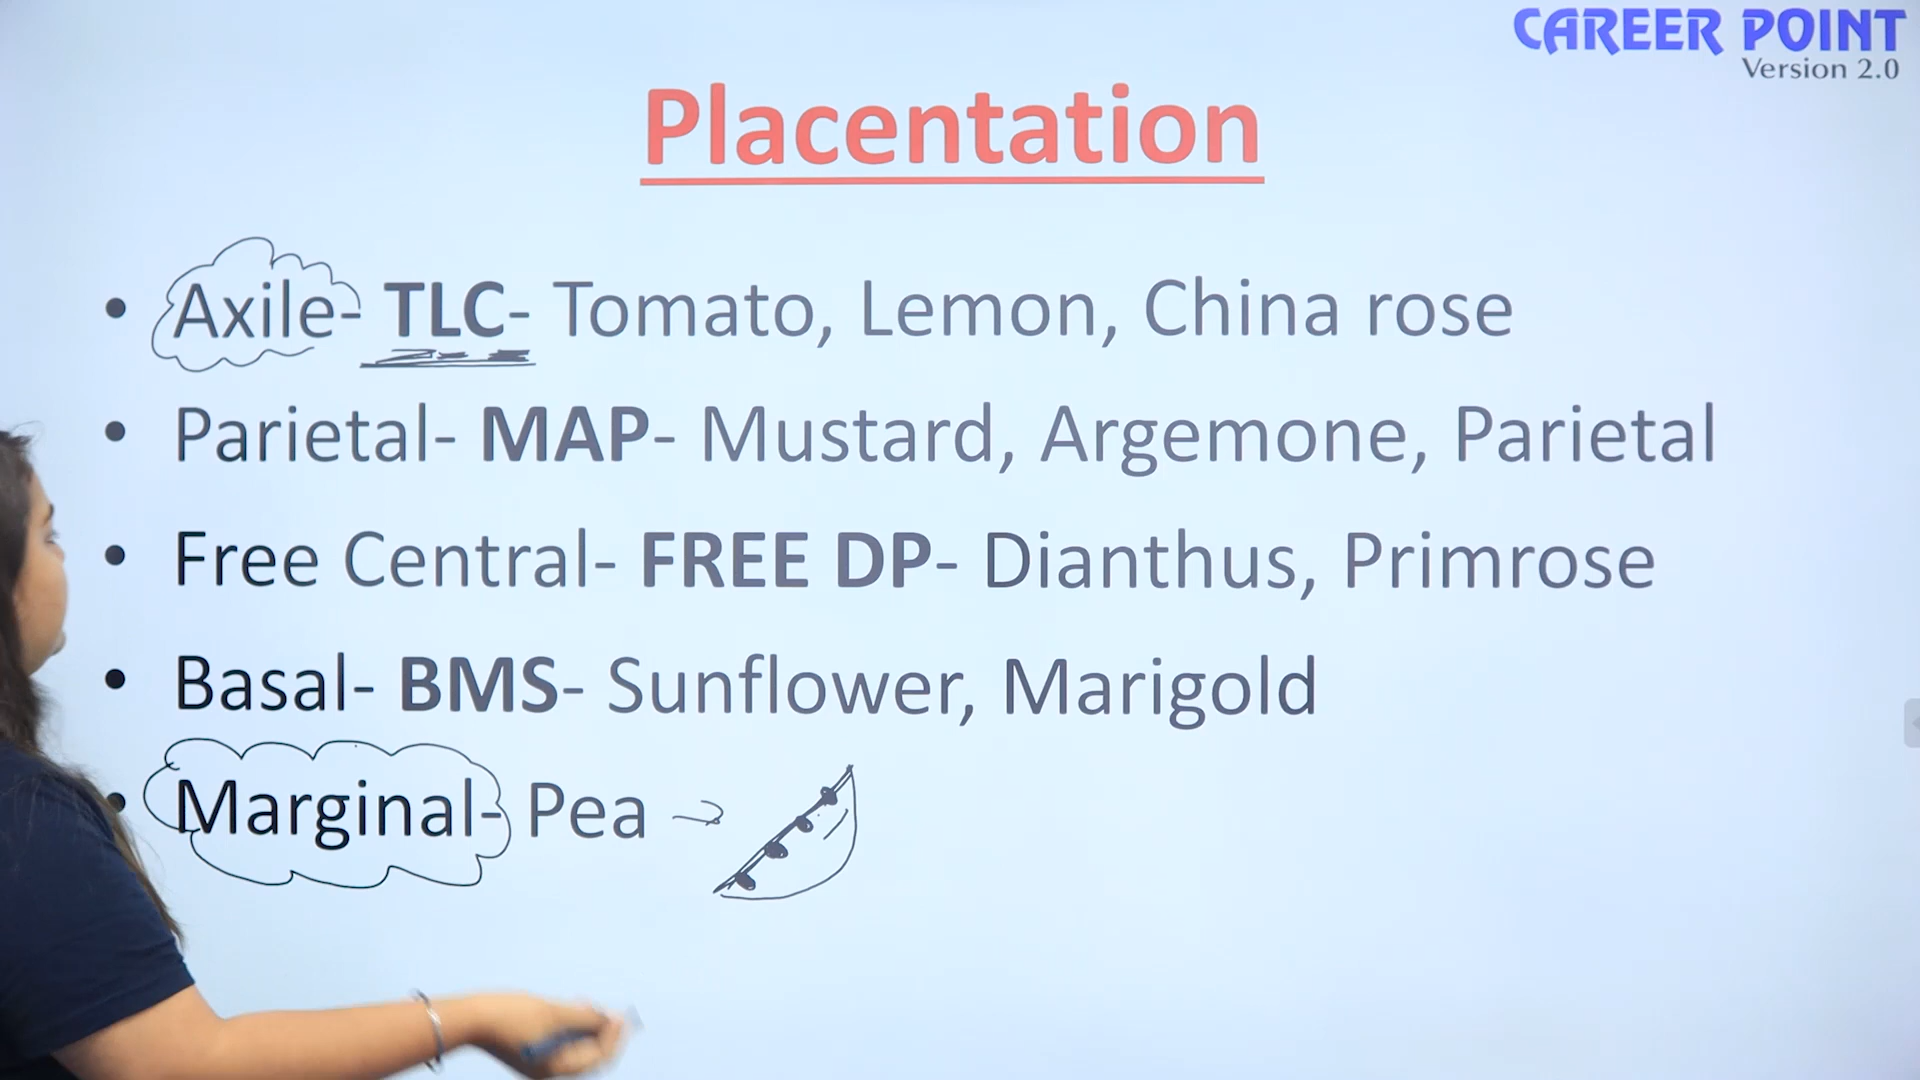 CAREER POINT
Version 2.0
Placentation
• Axile- TLC- Tomato, Lemon, China rose
• Parietal- MAP- Mustard, Argemone, Parietal
• Free Central- FREE DP- Dianthus, Primrose
• Basal- BMS- Sunflower, Marigold
• Marginal- Pea →